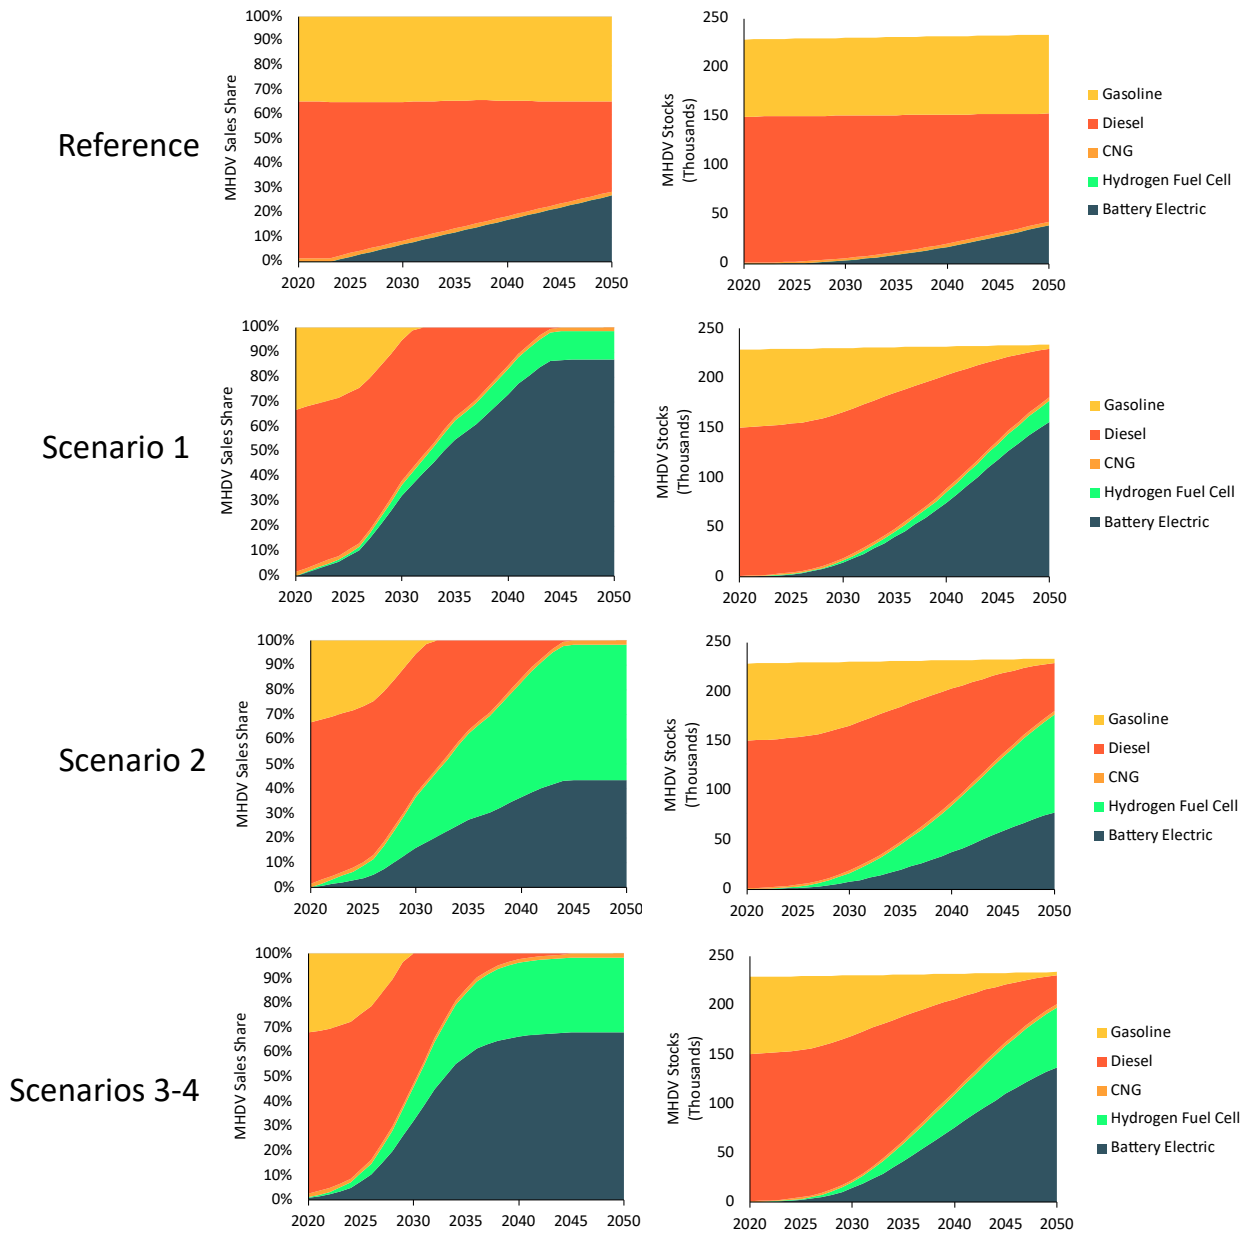 Reference
MHDV Sales Share
100%
90%
80%
70%
60%
50%
40%
30%
20%
10%
0%
2020 2025 2030 2035 2040 2045 2050
MHDV Stocks
(Thousands)
250
200
150
100
50
0
2020 2025 2030 2035 2040 2045 2050
Gasoline
Diesel
CNG
Hydrogen Fuel Cell
Battery Electric
Scenario 1
MHDV Sales Share
100%
90%
80%
70%
60%
50%
40%
30%
20%
10%
0%
2020 2025 2030 2035 2040 2045 2050
MHDV Stocks
(Thousands)
250
200
150
100
50
0
2020 2025 2030 2035 2040 2045 2050
Gasoline
Diesel
CNG
Hydrogen Fuel Cell
Battery Electric
Scenario 2
MHDV Sales Share
100%
90%
80%
70%
60%
50%
40%
30%
20%
10%
0%
2020 2025 2030 2035 2040 2045 2050
MHDV Stocks
(Thousands)
250
200
150
100
50
0
2020 2025 2030 2035 2040 2045 2050
Gasoline
Diesel
CNG
Hydrogen Fuel Cell
Battery Electric
Scenarios 3-4
MHDV Sales Share
100%
90%
80%
70%
60%
50%
40%
30%
20%
10%
0%
2020 2025 2030 2035 2040 2045 2050
MHDV Stocks
(Thousands)
250
200
150
100
50
0
2020 2025 2030 2035 2040 2045 2050
Gasoline
Diesel
CNG
Hydrogen Fuel Cell
Battery Electric